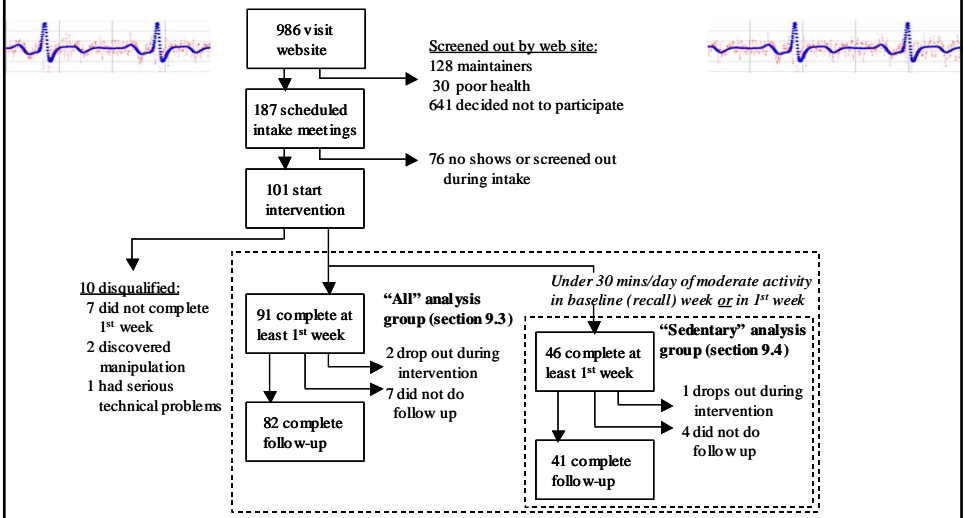 986 visit
website
Screened out by web site:
128 maintainers
30 poor health
641 decided not to participate
187 scheduled
intake meetings
76 no shows or screened out
during intake
101 start
intervention
10 disqualified:
7 did not complete
1st week
2 discovered
manipulation
1 had serious
technical problems
Under 30 mins/day of moderate activity
in baseline (recall) week or in 1st week
91 complete at
least 1st week
“All” analysis
group (section 9.3)
2 drop out during
intervention
7 did not do
follow up
82 complete
follow-up
“Sedentary” analysis
group (section 9.4)
46 complete at
least 1st week
1 drops out during
intervention
4 did not do
follow up
41 complete
follow-up